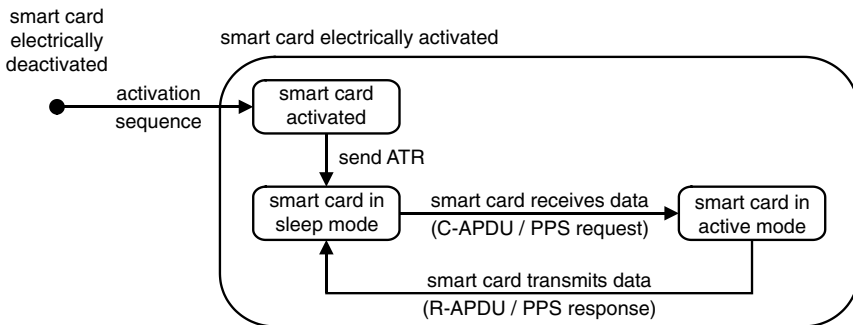 smart card
electrically
deactivated
smart card electrically activated
activation
sequence
smart card
activated
send ATR
smart card in
sleep mode
smart card receives data
(C-APDU / PPS request)
smart card in
active mode
smart card transmits data
(R-APDU / PPS response)